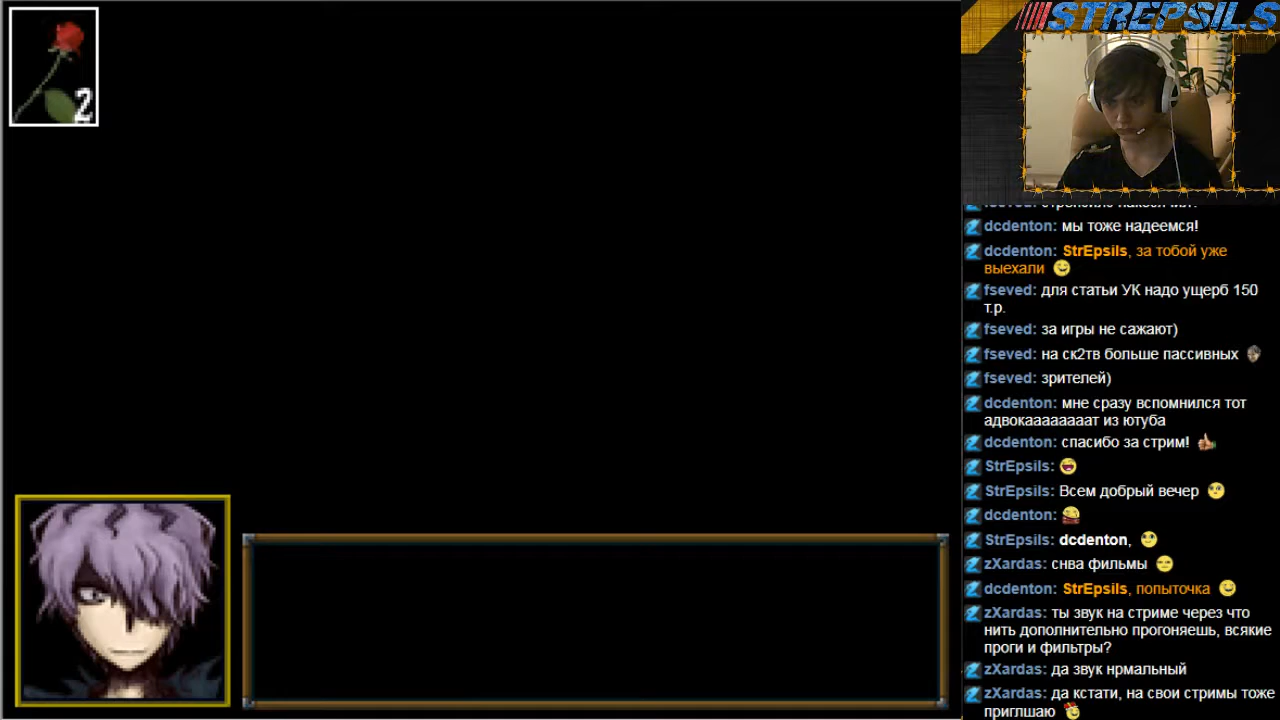 2
STREPSILS
dcdenton: мы тоже надеемся!
dcdenton: StrEpsils, за тобой уже
выехали
fseved: для статьи УК надо ущерб 150
т.р.
fseved: за игры не сажают)
fseved: на ск2тв больше пассивных
fseved: зрителей)
dcdenton: мне сразу вспомнился тот
адвокаааааааат из ютуба
dcdenton: спасибо за стрим!
StrEpsils:
StrEpsils: Всем добрый вечер
dcdenton:
StrEpsils: dcdenton,
zXardas: снва фильмы
dcdenton: StrEpsils, попыточка
zXardas: ты звук на стриме через что
нить дополнительно прогоняешь, всякие
проги и фильтры?
zXardas: да звук нрмальный
zXardas: да кстати, на свои стримы тоже
приглшаю